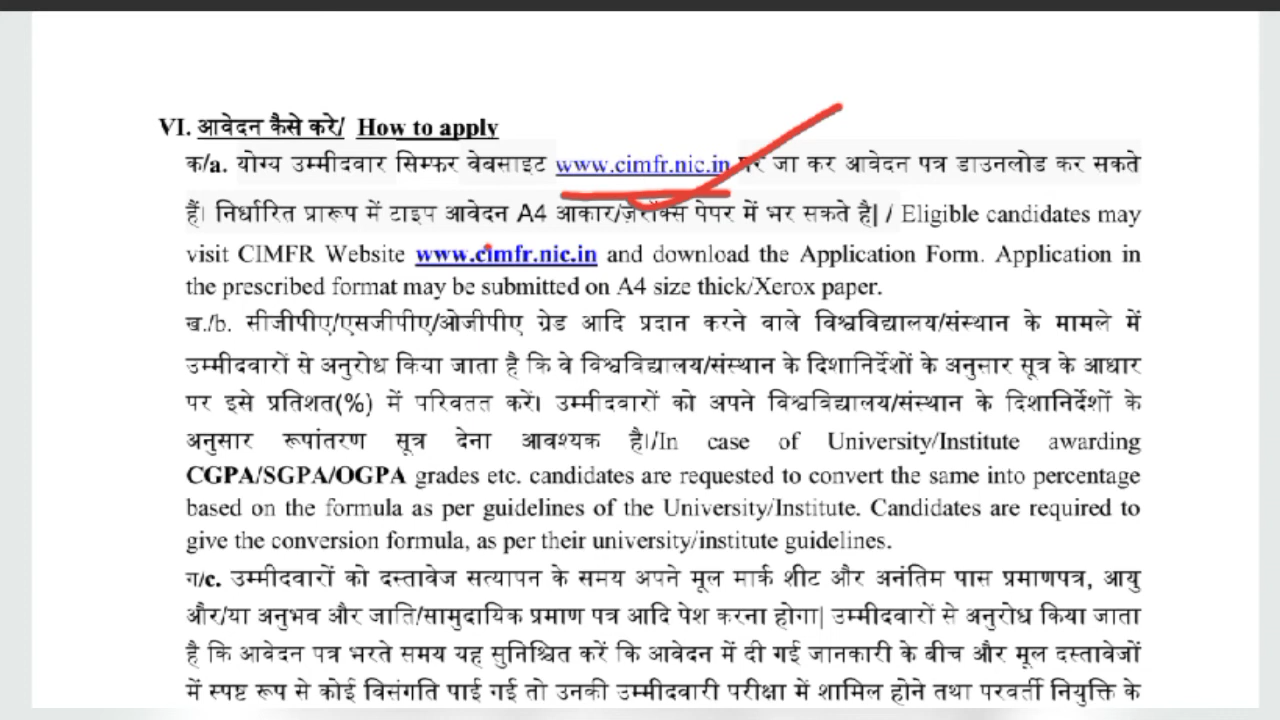 VI. आवेदन कैसे करे/ How to apply
क/a. योग्य उम्मीदवार सिम्फर वेबसाइट www.cimfr.nic.in पर जा कर आवेदन पत्र डाउनलोड कर सकते
हैं। निर्धारित प्रारूप में टाइप आवेदन A4 आकार/ज़ेरॉक्स पेपर में भर सकते है| / Eligible candidates may
visit CIMFR Website www.cimfr.nic.in and download the Application Form. Application in
the prescribed format may be submitted on A4 size thick/Xerox paper.
ख./b. सीजीपीए/एसजीपीए/ओजीपीए ग्रेड आदि प्रदान करने वाले विश्वविद्यालय/संस्थान के मामले में
उम्मीदवारों से अनुरोध किया जाता है कि वे विश्वविद्यालय/संस्थान के दिशानिर्देशों के अनुसार सूत्र के आधार
पर इसे प्रतिशत(%) में परिवतत करें। उम्मीदवारों को अपने विश्वविद्यालय/संस्थान के दिशानिर्देशों के
अनुसार रूपांतरण सूत्र देना आवश्यक है।/In case of University/Institute awarding
CGPA/SGPA/OGPA grades etc. candidates are requested to convert the same into percentage
based on the formula as per guidelines of the University/Institute. Candidates are required to
give the conversion formula, as per their university/institute guidelines.
ग/c. उम्मीदवारों को दस्तावेज सत्यापन के समय अपने मूल मार्क शीट और अनंतिम पास प्रमाणपत्र, आयु
और/या अनुभव और जाति/सामुदायिक प्रमाण पत्र आदि पेश करना होगा| उम्मीदवारों से अनुरोध किया जाता
है कि आवेदन पत्र भरते समय यह सुनिश्चित करें कि आवेदन में दी गई जानकारी के बीच और मूल दस्तावेजों
में स्पष्ट रूप से कोई विसंगति पाई गई तो उनकी उम्मीदवारी परीक्षा में शामिल होने तथा परवर्ती नियुक्ति के